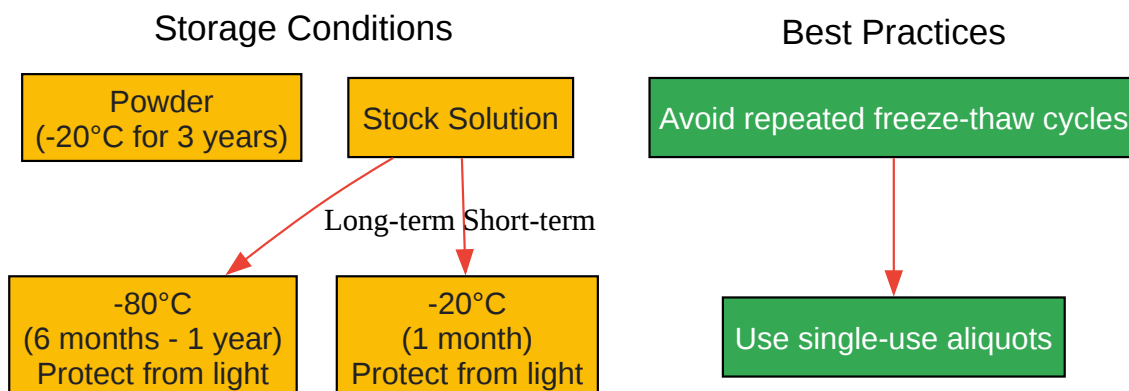 Storage Conditions
Powder
(-20°C for 3 years)
Stock Solution
Long-term
Short-term
-80°C
(6 months - 1 year)
Protect from light
-20°C
(1 month)
Protect from light
Best Practices
Avoid repeated freeze-thaw cycles
Use single-use aliquots